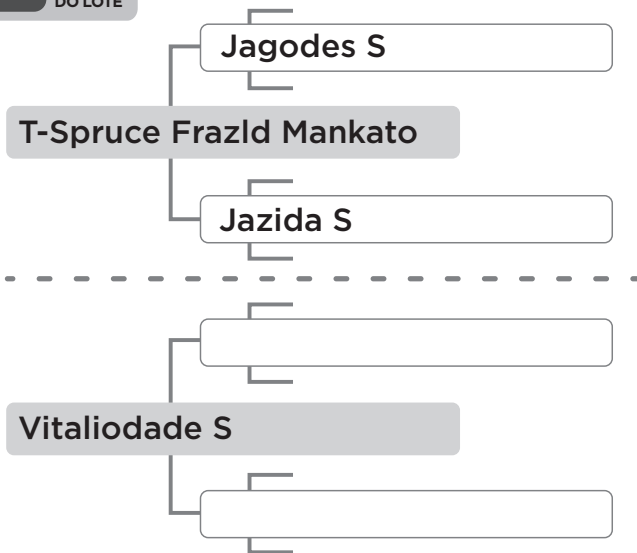 DO LOTE
Jagodes S
T-Spruce Frazld Mankato
Jazida S
Vitaliodade S